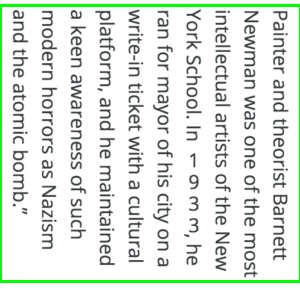 Painter and theorist Barnett
Newman was one of the most
intellectual artists of the New
York School. In 1933, he
ran for mayor of his city on a
write-in ticket with a cultural
platform, and he maintained
a keen awareness of such
modern horrors as Nazism
and the atomic bomb.”